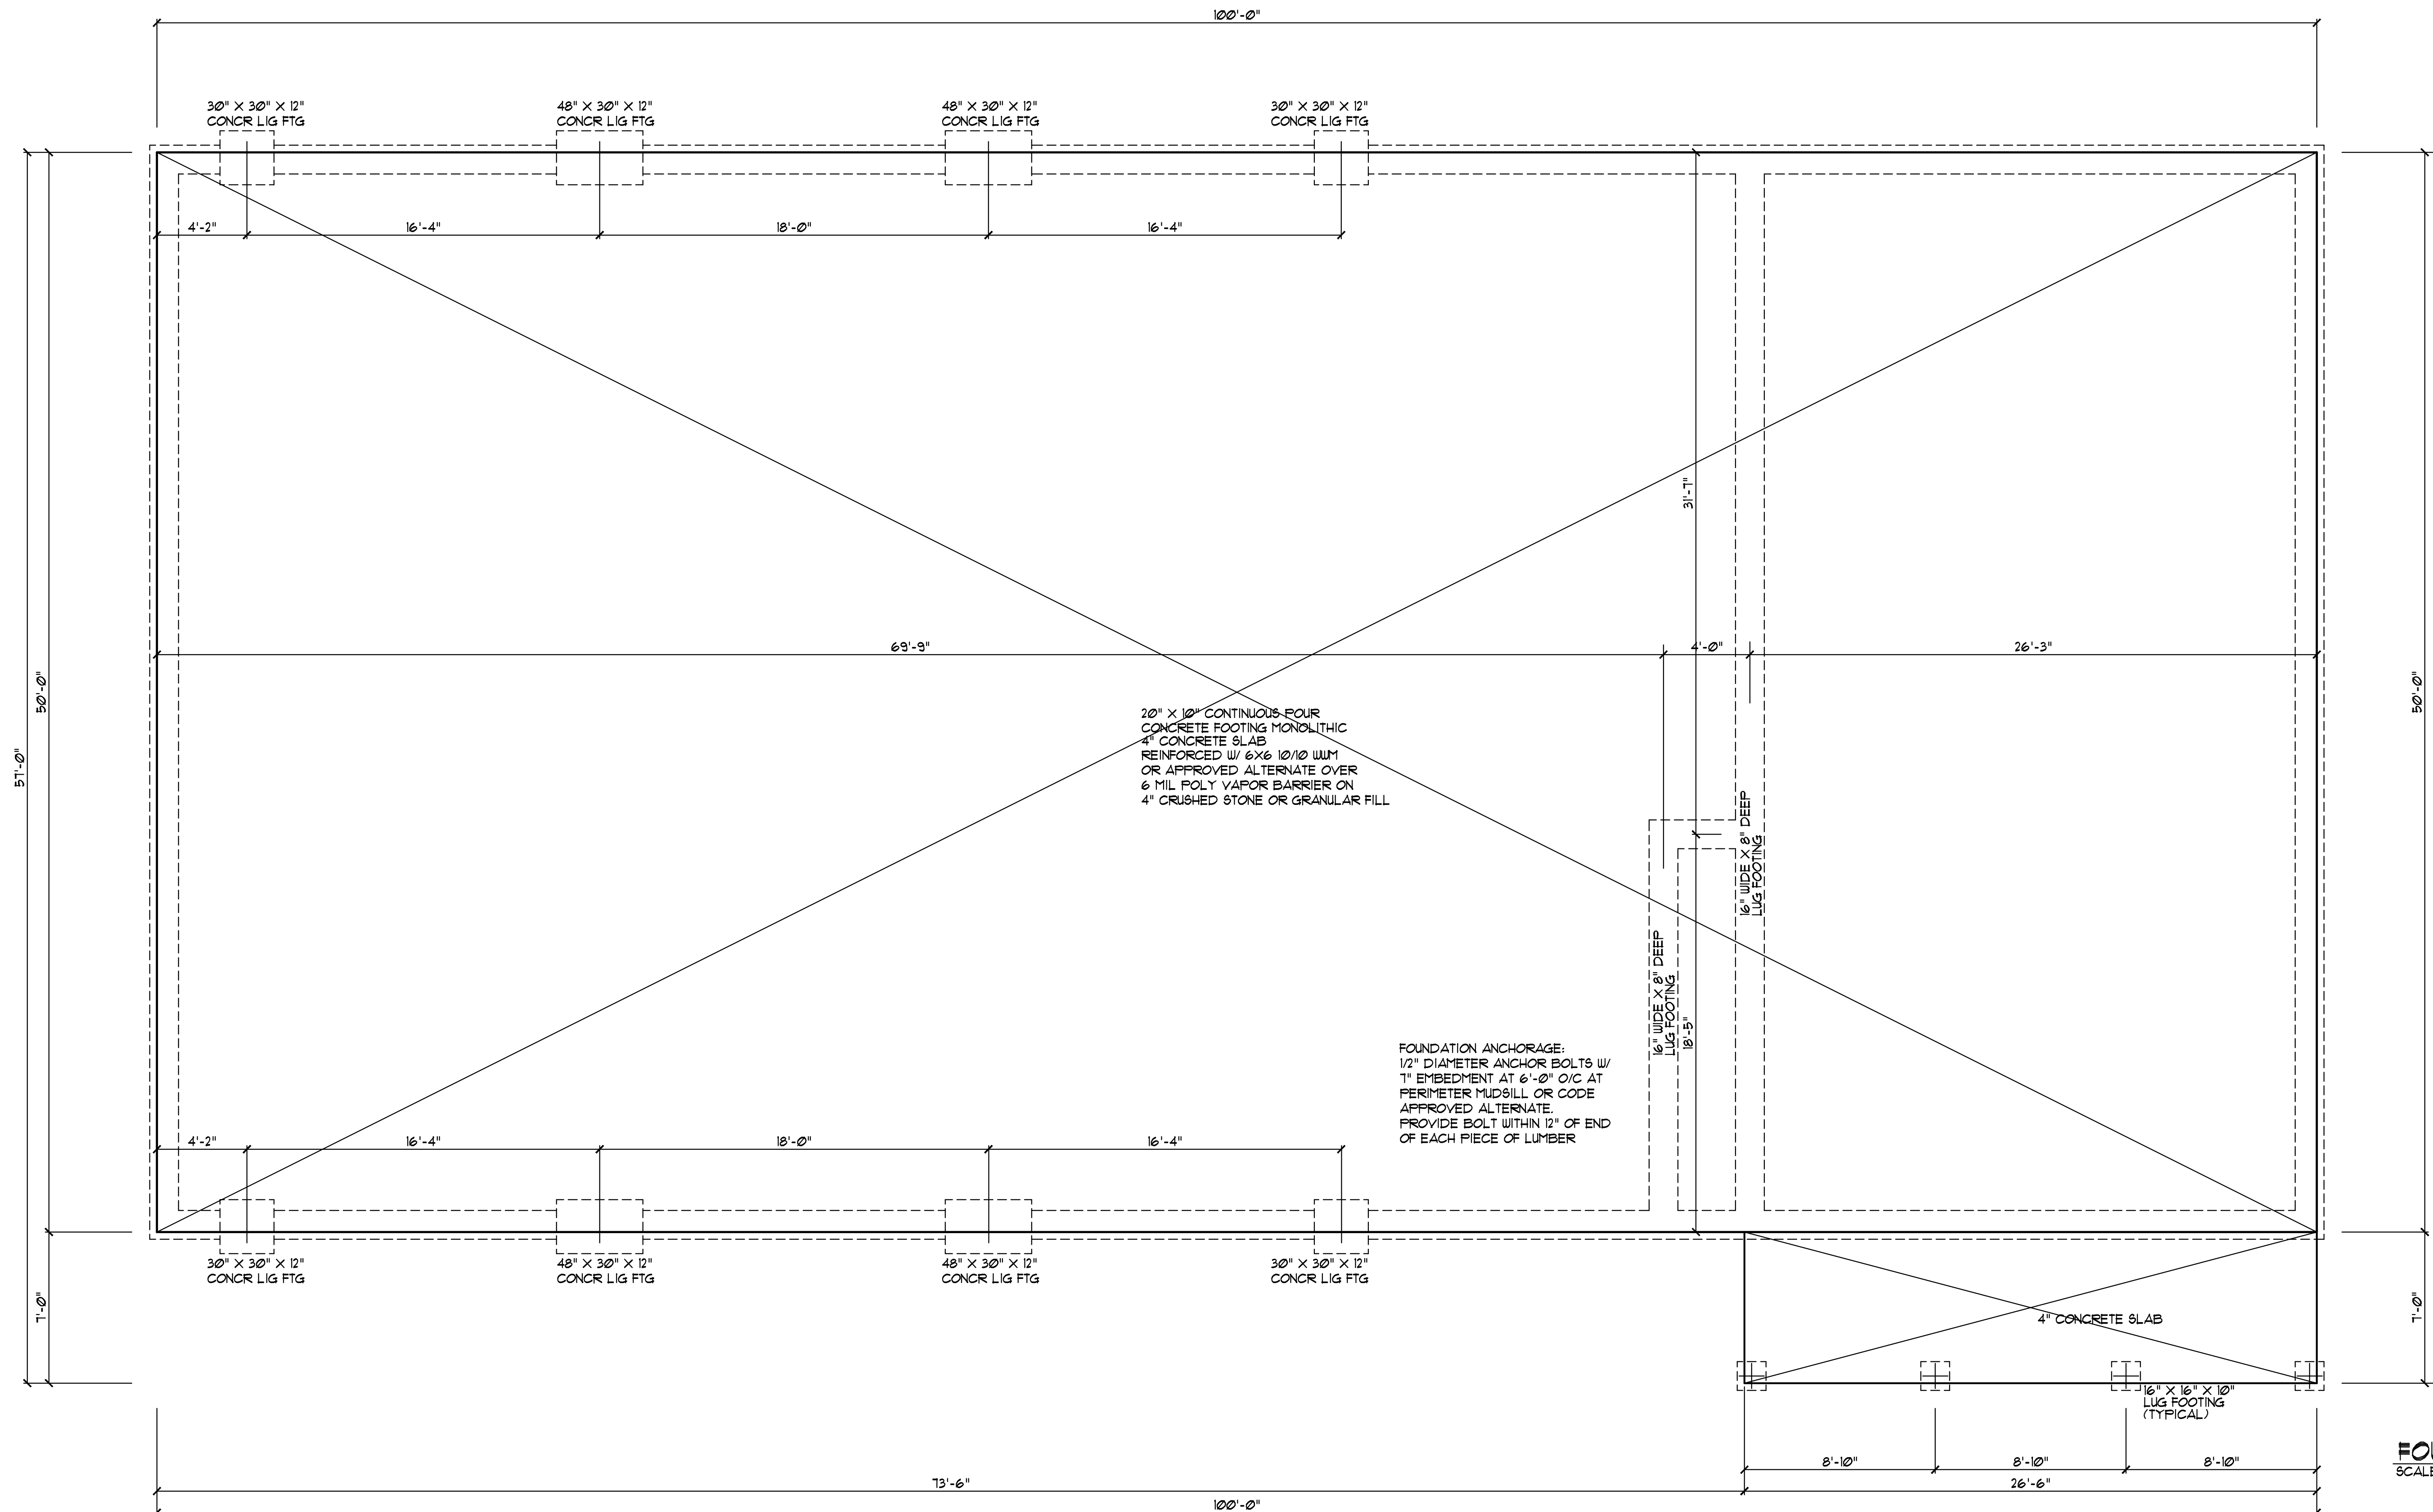 100'-0"
30" X 30" X 12"
CONCR LIG FTG
48" X 30" X 12"
CONCR LIG FTG
48" X 30" X 12"
CONCR LIG FTG
30" X 30" X 12"
CONCR LIG FTG
4'-2"
16'-4"
18'-0"
16'-4"
31'-7"
69'-9"
4'-0"
26'-3"
57'-0"
50'-0"
50'-0"
20" X 10" CONTINUOUS POUR
CONCRETE FOOTING MONOLITHIC
4" CONCRETE SLAB
REINFORCED W/ 6X6 10/10 WWM
OR APPROVED ALTERNATE OVER
6 MIL POLY VAPOR BARRIER ON
4" CRUSHED STONE OR GRANULAR FILL
16" WIDE X 8" DEEP
LUG FOOTING
16" WIDE X 8" DEEP
LUG FOOTING
18'-5"
FOUNDATION ANCHORAGE:
1/2" DIAMETER ANCHOR BOLTS W/
7" EMBEDMENT AT 6'-0" O/C AT
PERIMETER MUDSILL OR CODE
APPROVED ALTERNATE.
PROVIDE BOLT WITHIN 12" OF END
OF EACH PIECE OF LUMBER
4'-2"
16'-4"
18'-0"
16'-4"
30" X 30" X 12"
CONCR LIG FTG
48" X 30" X 12"
CONCR LIG FTG
48" X 30" X 12"
CONCR LIG FTG
30" X 30" X 12"
CONCR LIG FTG
7'-0"
7'-0"
4" CONCRETE SLAB
16" X 16" X 10"
LUG FOOTING
(TYPICAL)
8'-10"
8'-10"
8'-10"
73'-6"
26'-6"
100'-0"
SCALE